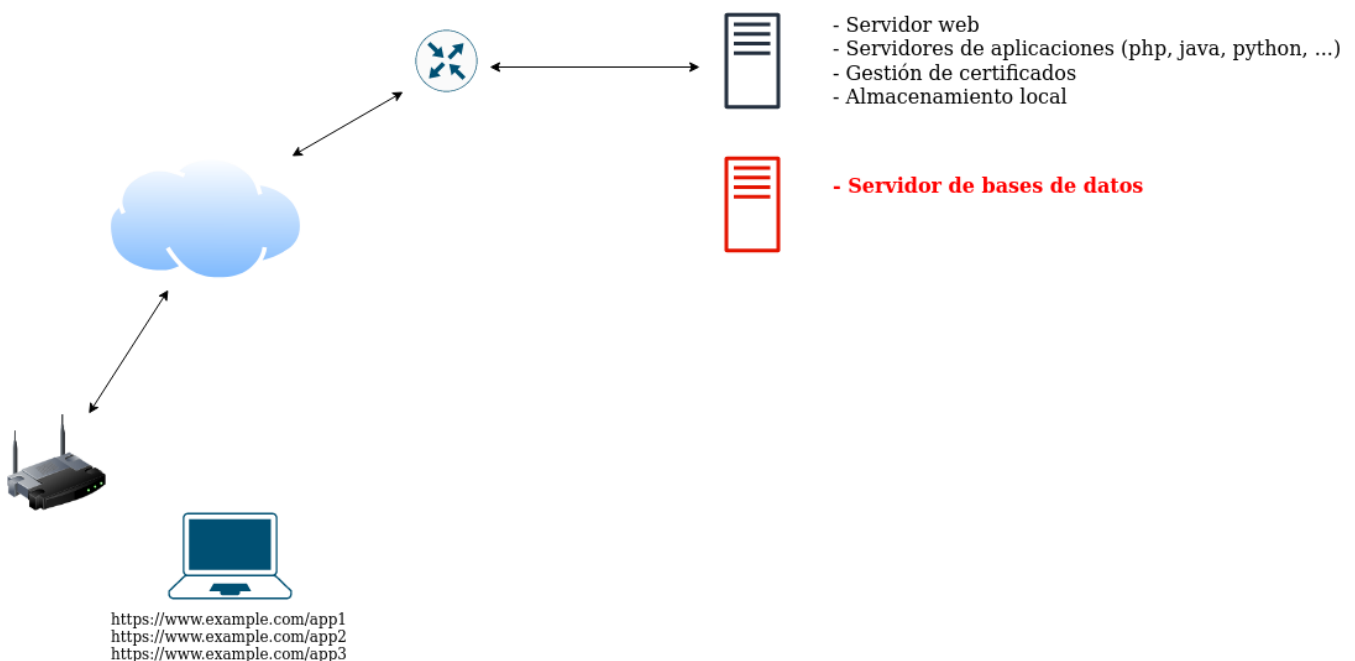 - Servidor web
- Servidores de aplicaciones (php, java, python, ...)
- Gestión de certificados
- Almacenamiento local
- Servidor de bases de datos
https://www.example.com/app1
https://www.example.com/app2
https://www.example.com/app3